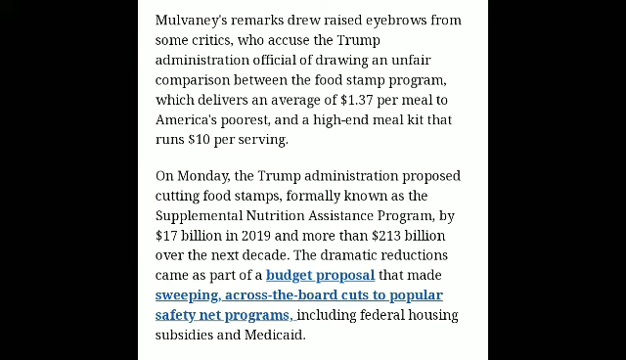 Mulvaney's remarks drew raised eyebrows from
some critics, who accuse the Trump
administration official of drawing an unfair
comparison between the food stamp program,
which delivers an average of $1.37 per meal to
America's poorest, and a high-end meal kit that
runs $10 per serving.
On Monday, the Trump administration proposed
cutting food stamps, formally known as the
Supplemental Nutrition Assistance Program, by
$17 billion in 2019 and more than $213 billion
over the next decade. The dramatic reductions
came as part of a budget proposal that made
sweeping, across-the-board cuts to popular
safety net programs, including federal housing
subsidies and Medicaid.